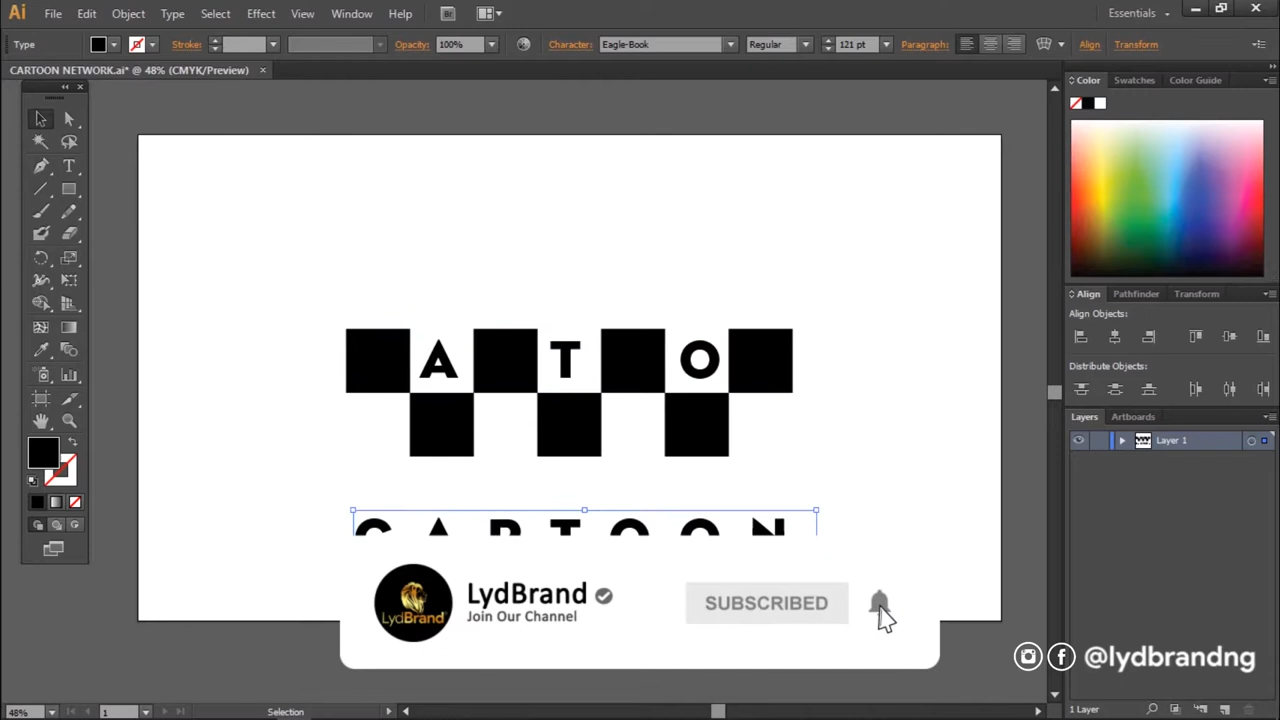 Ai File Edit Object Type Select Effect View Window Help Br Essentials
Type Stroke: Opacity: 100% Character: Eagle-Book Regular 121 pt Paragraph: Align Transform
CARTOON NETWORK.ai* @ 48% (CMYK/Preview)
Color Swatches Color Guide
A T O
Align Pathfinder Transform
Align Objects:
Distribute Objects:
Layers Artboards
Layer 1
CARTOON
LydBrand
Join Our Channel
LydBrand
SUBSCRIBED
@lydbrandng
48% 1 Selection
1 Layer